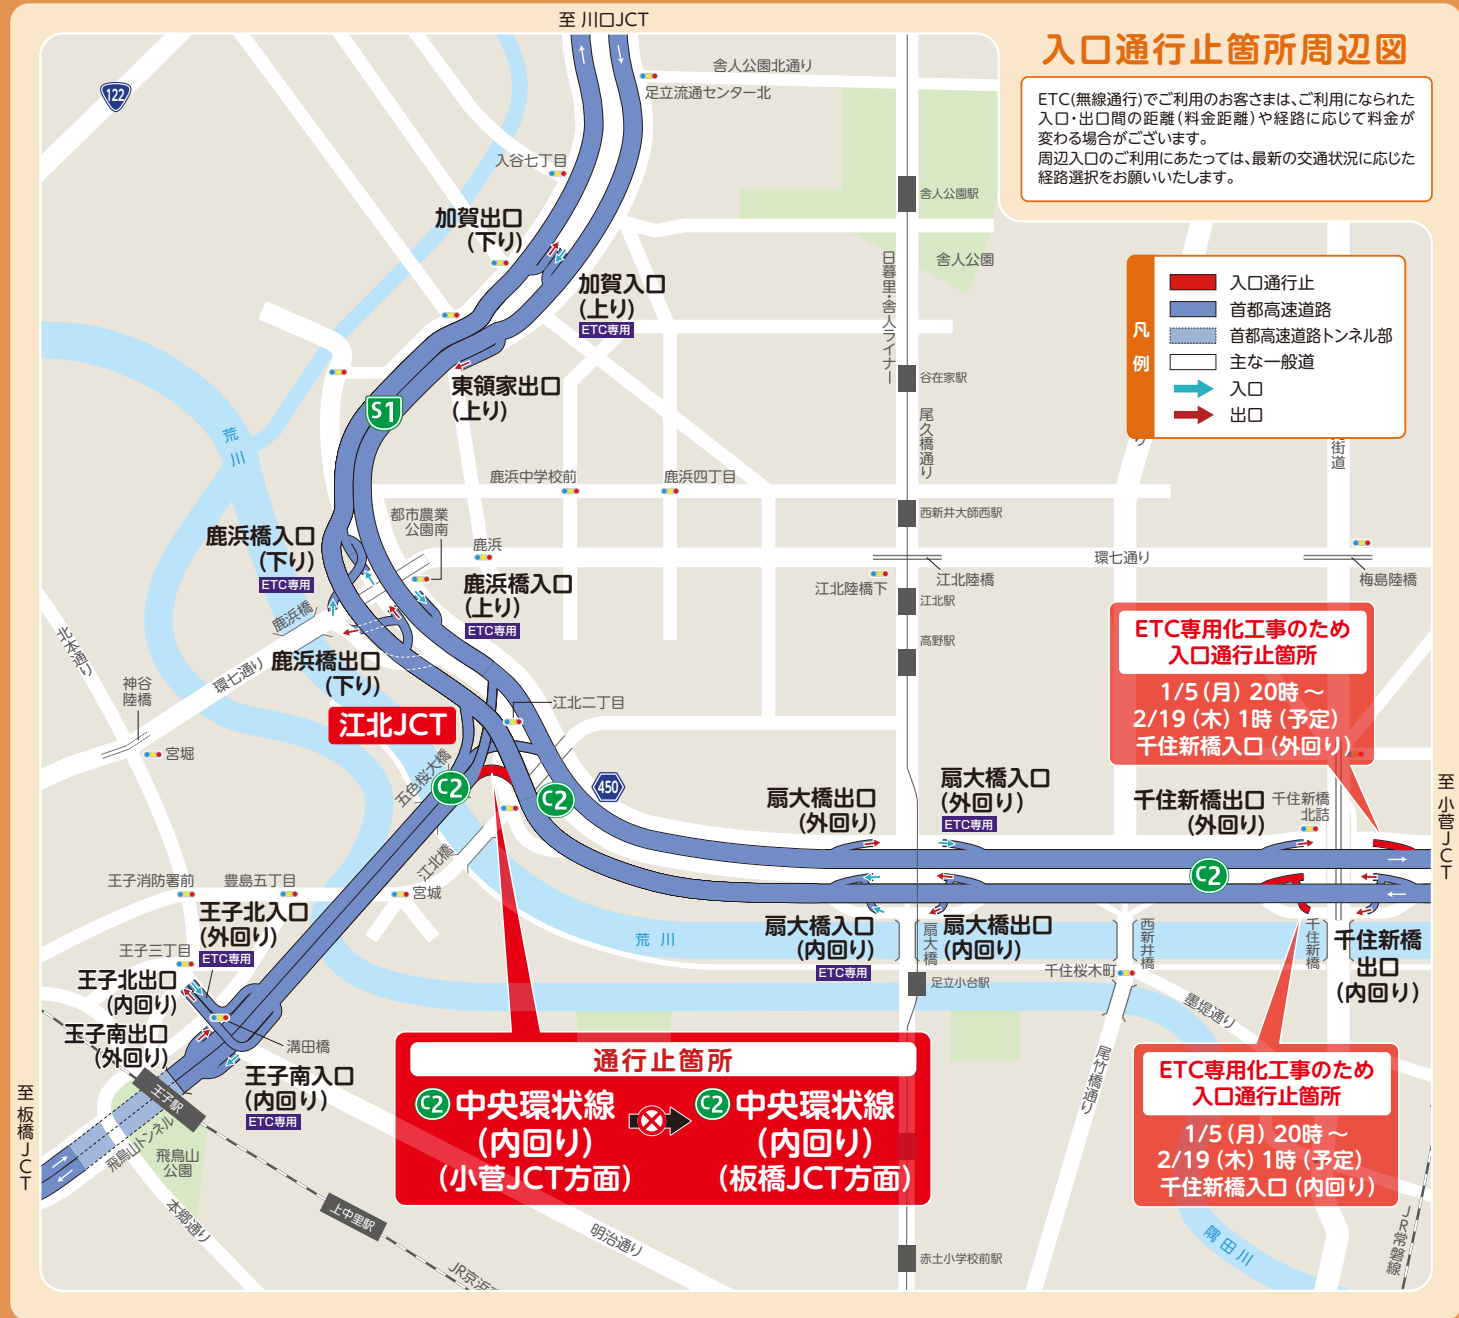 至 川口JCT
入口通行止箇所周辺図
ETC(無線通行)でご利用のお客さまは、ご利用になられた
入口・出口間の距離(料金距離)や経路に応じて料金が
変わる場合がございます。
周辺入口のご利用にあたっては、最新の交通状況に応じた
経路選択をお願いいたします。
凡例
入口通行止
首都高速道路
首都高速道路トンネル部
主な一般道
入口
出口
122
舎人公園北通り
足立流通センター北
入谷七丁目
舎人公園駅
舎人公園
日暮里・舎人ライナー
加賀出口
(下り)
加賀入口
(上り)
ETC専用
東領家出口
(上り)
S1
谷在家駅
尾久橋通り
り
街道
荒川
鹿浜中学校前
鹿浜四丁目
西新井大師西駅
都市農業
公園南
鹿浜
鹿浜橋入口
(下り)
ETC専用
鹿浜橋入口
(上り)
ETC専用
環七通り
江北陸橋
江北陸橋下
梅島陸橋
江北駅
高野駅
鹿浜橋
北本通り
環七通り
鹿浜橋出口
(下り)
神谷
陸橋
宮堀
江北JCT
江北二丁目
五色桜大橋
C2
C2
450
ETC専用化工事のため
入口通行止箇所
1/5(月) 20時～
2/19(木) 1時(予定)
千住新橋入口(外回り)
扇大橋出口
(外回り)
扇大橋入口
(外回り)
ETC専用
千住新橋出口
(外回り)
千住新橋
北詰
至 小菅JCT
C2
江北橋
宮城
王子消防署前
豊島五丁目
王子北入口
(外回り)
ETC専用
王子三丁目
王子北出口
(内回り)
王子南出口
(外回り)
溝田橋
王子南入口
(内回り)
ETC専用
荒川
扇大橋入口
(内回り)
ETC専用
扇大橋
扇大橋出口
(内回り)
西新井橋
千住新橋
千住新橋
出口
(内回り)
千住桜木町
足立小台駅
墨堤通り
尾竹橋通り
通行止箇所
C2 中央環状線
(内回り)
(小菅JCT方面)
C2 中央環状線
(内回り)
(板橋JCT方面)
ETC専用化工事のため
入口通行止箇所
1/5(月) 20時～
2/19(木) 1時(予定)
千住新橋入口(内回り)
至 板橋JCT
王子駅
飛鳥山トンネル
飛鳥山
公園
本郷通り
上中里駅
JR京浜
明治通り
赤土小学校前駅
隅田川
JR常磐線